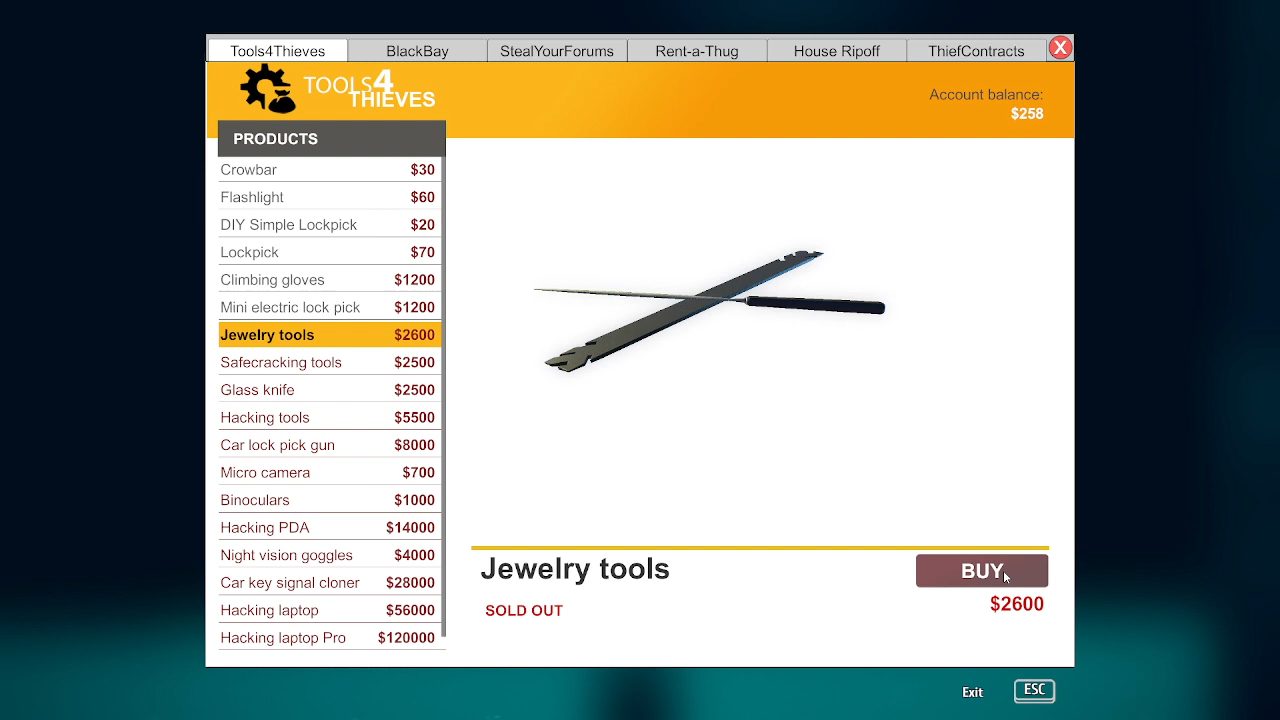 Tools4Thieves BlackBay StealYourForums Rent-a-Thug House Ripoff ThiefContracts X
TOOLS4
THIEVES
Account balance:
$258
PRODUCTS
Crowbar $30
Flashlight $60
DIY Simple Lockpick $20
Lockpick $70
Climbing gloves $1200
Mini electric lock pick $1200
Jewelry tools $2600
Safecracking tools $2500
Glass knife $2500
Hacking tools $5500
Car lock pick gun $8000
Micro camera $700
Binoculars $1000
Hacking PDA $14000
Night vision goggles $4000
Car key signal cloner $28000
Hacking laptop $56000
Hacking laptop Pro $120000
Jewelry tools
SOLD OUT
BUY
$2600
Exit ESC